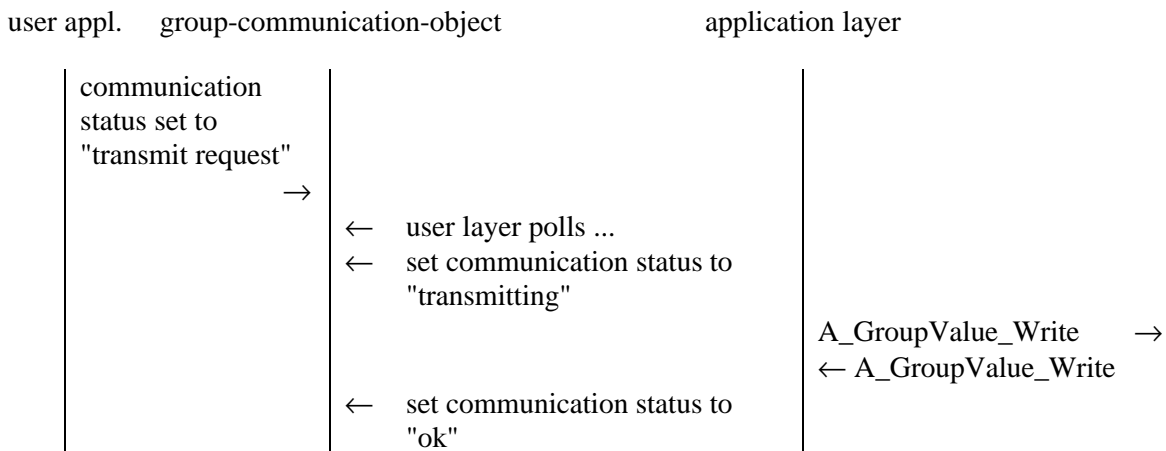 user appl. group-communication-object application layer
communication
status set to
"transmit request"
→
← user layer polls ...
← set communication status to
"transmitting"
A_GroupValue_Write →
← A_GroupValue_Write
← set communication status to
"ok"